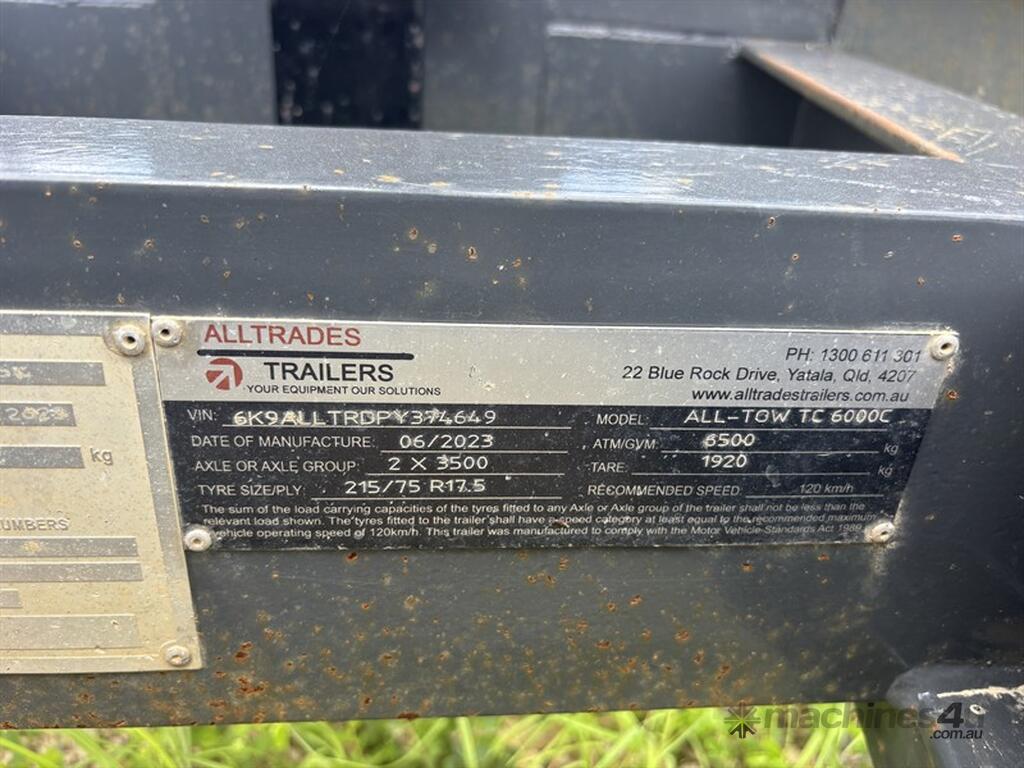 2023
kg
NUMBERS
ALLTRADES
TRAILERS
YOUR EQUIPMENT OUR SOLUTIONS
PH: 1300 611 301
22 Blue Rock Drive, Yatala, Qld, 4207
www.alltradestrailers.com.au
VIN: 6K9ALLTRDPY374649
MODEL: ALL-TOW TC 6000C
DATE OF MANUFACTURE: 06/2023
ATM/GVM: 6500 kg
AXLE OR AXLE GROUP: 2 X 3500
TARE: 1920 kg
TYRE SIZE/PLY: 215/75 R17.5
RECOMMENDED SPEED: 120 km/h
The sum of the load carrying capacities of the tyres fitted to any Axle or Axle group of the trailer shall not be less than the
relevant load shown. The tyres fitted to the trailer shall have a speed category at least equal to the recommended maximum
vehicle operating speed of 120km/h. This trailer was manufactured to comply with the Motor Vehicle Standards Act 1989
machines4u
.com.au